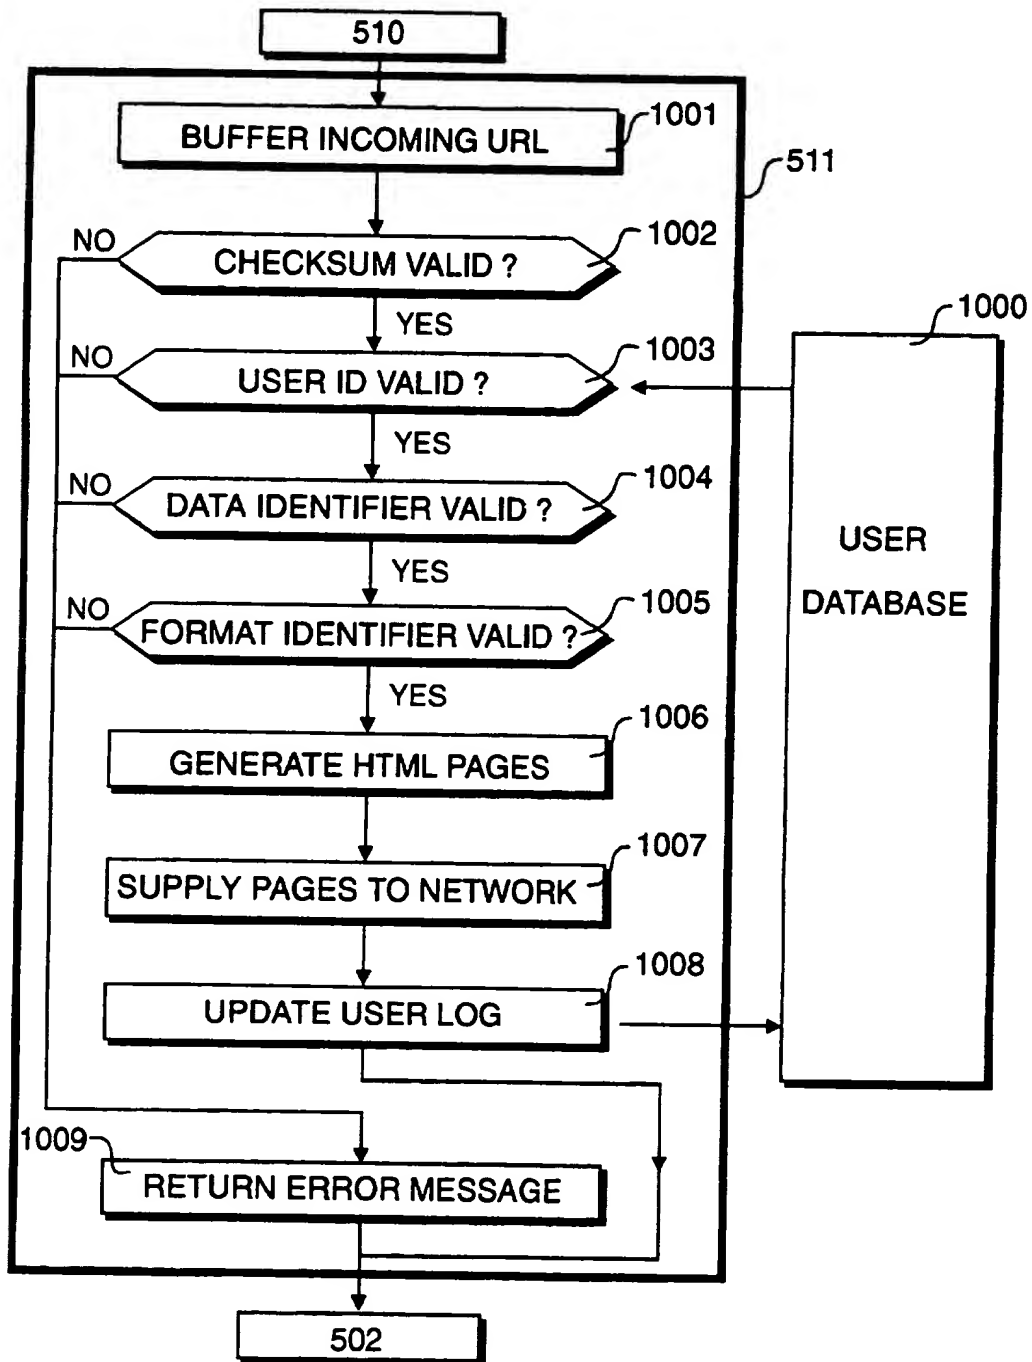 510
1001
BUFFER INCOMING URL
511
NO
1002
CHECKSUM VALID ?
YES
1000
NO
1003
USER ID VALID ?
YES
NO
1004
DATA IDENTIFIER VALID ?
USER
DATABASE
YES
NO
1005
FORMAT IDENTIFIER VALID ?
YES
1006
GENERATE HTML PAGES
1007
SUPPLY PAGES TO NETWORK
1008
UPDATE USER LOG
1009
RETURN ERROR MESSAGE
502